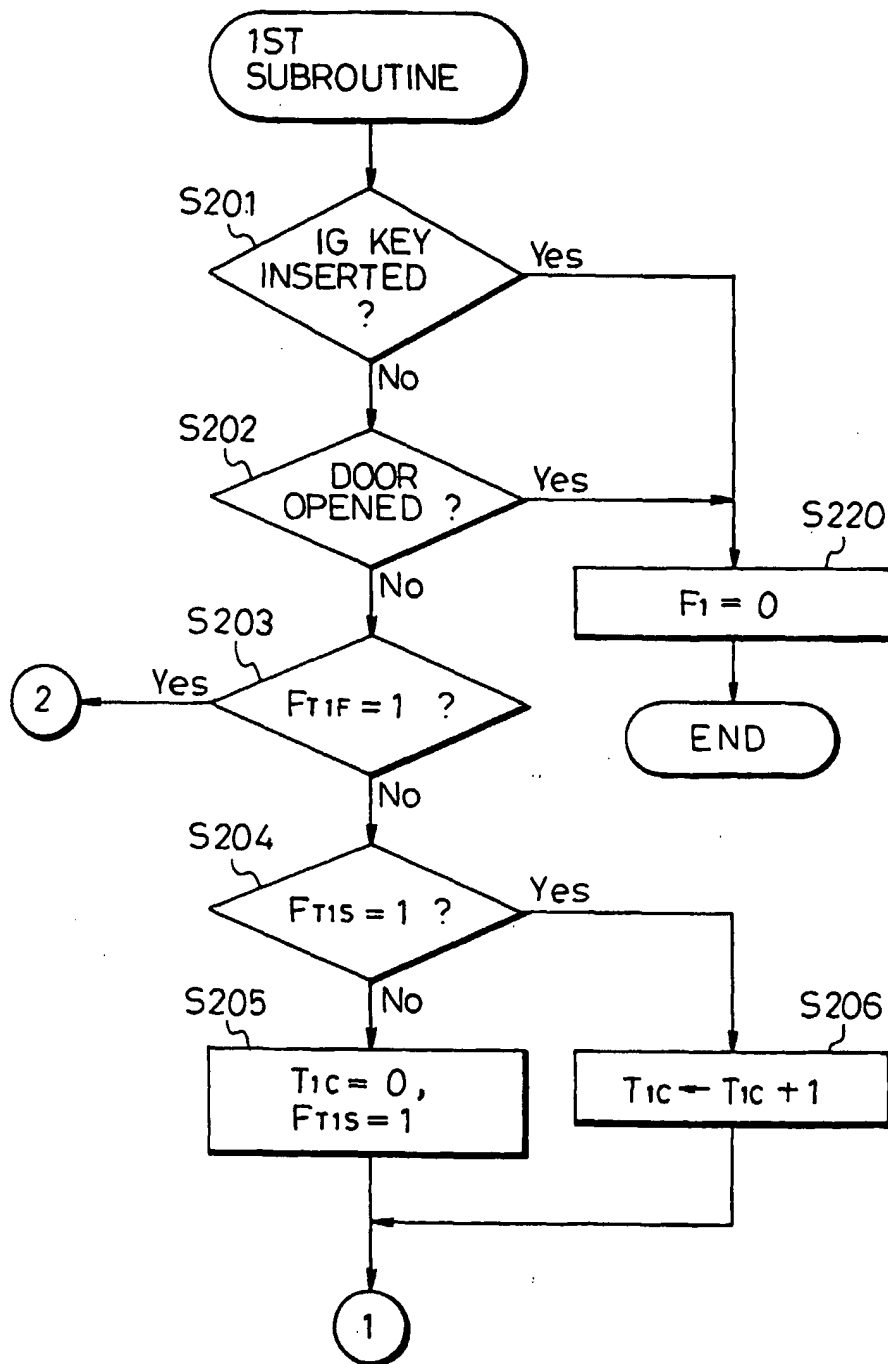 1ST
SUBROUTINE
S201
IG KEY
INSERTED
?
Yes
No
S202
DOOR
OPENED ?
Yes
No
S220
F1 = 0
END
S203
FT1F = 1 ?
Yes
2
No
S204
FT1S = 1 ?
Yes
No
S205
T1C = 0,
FT1S = 1
S206
T1C ← T1C + 1
1